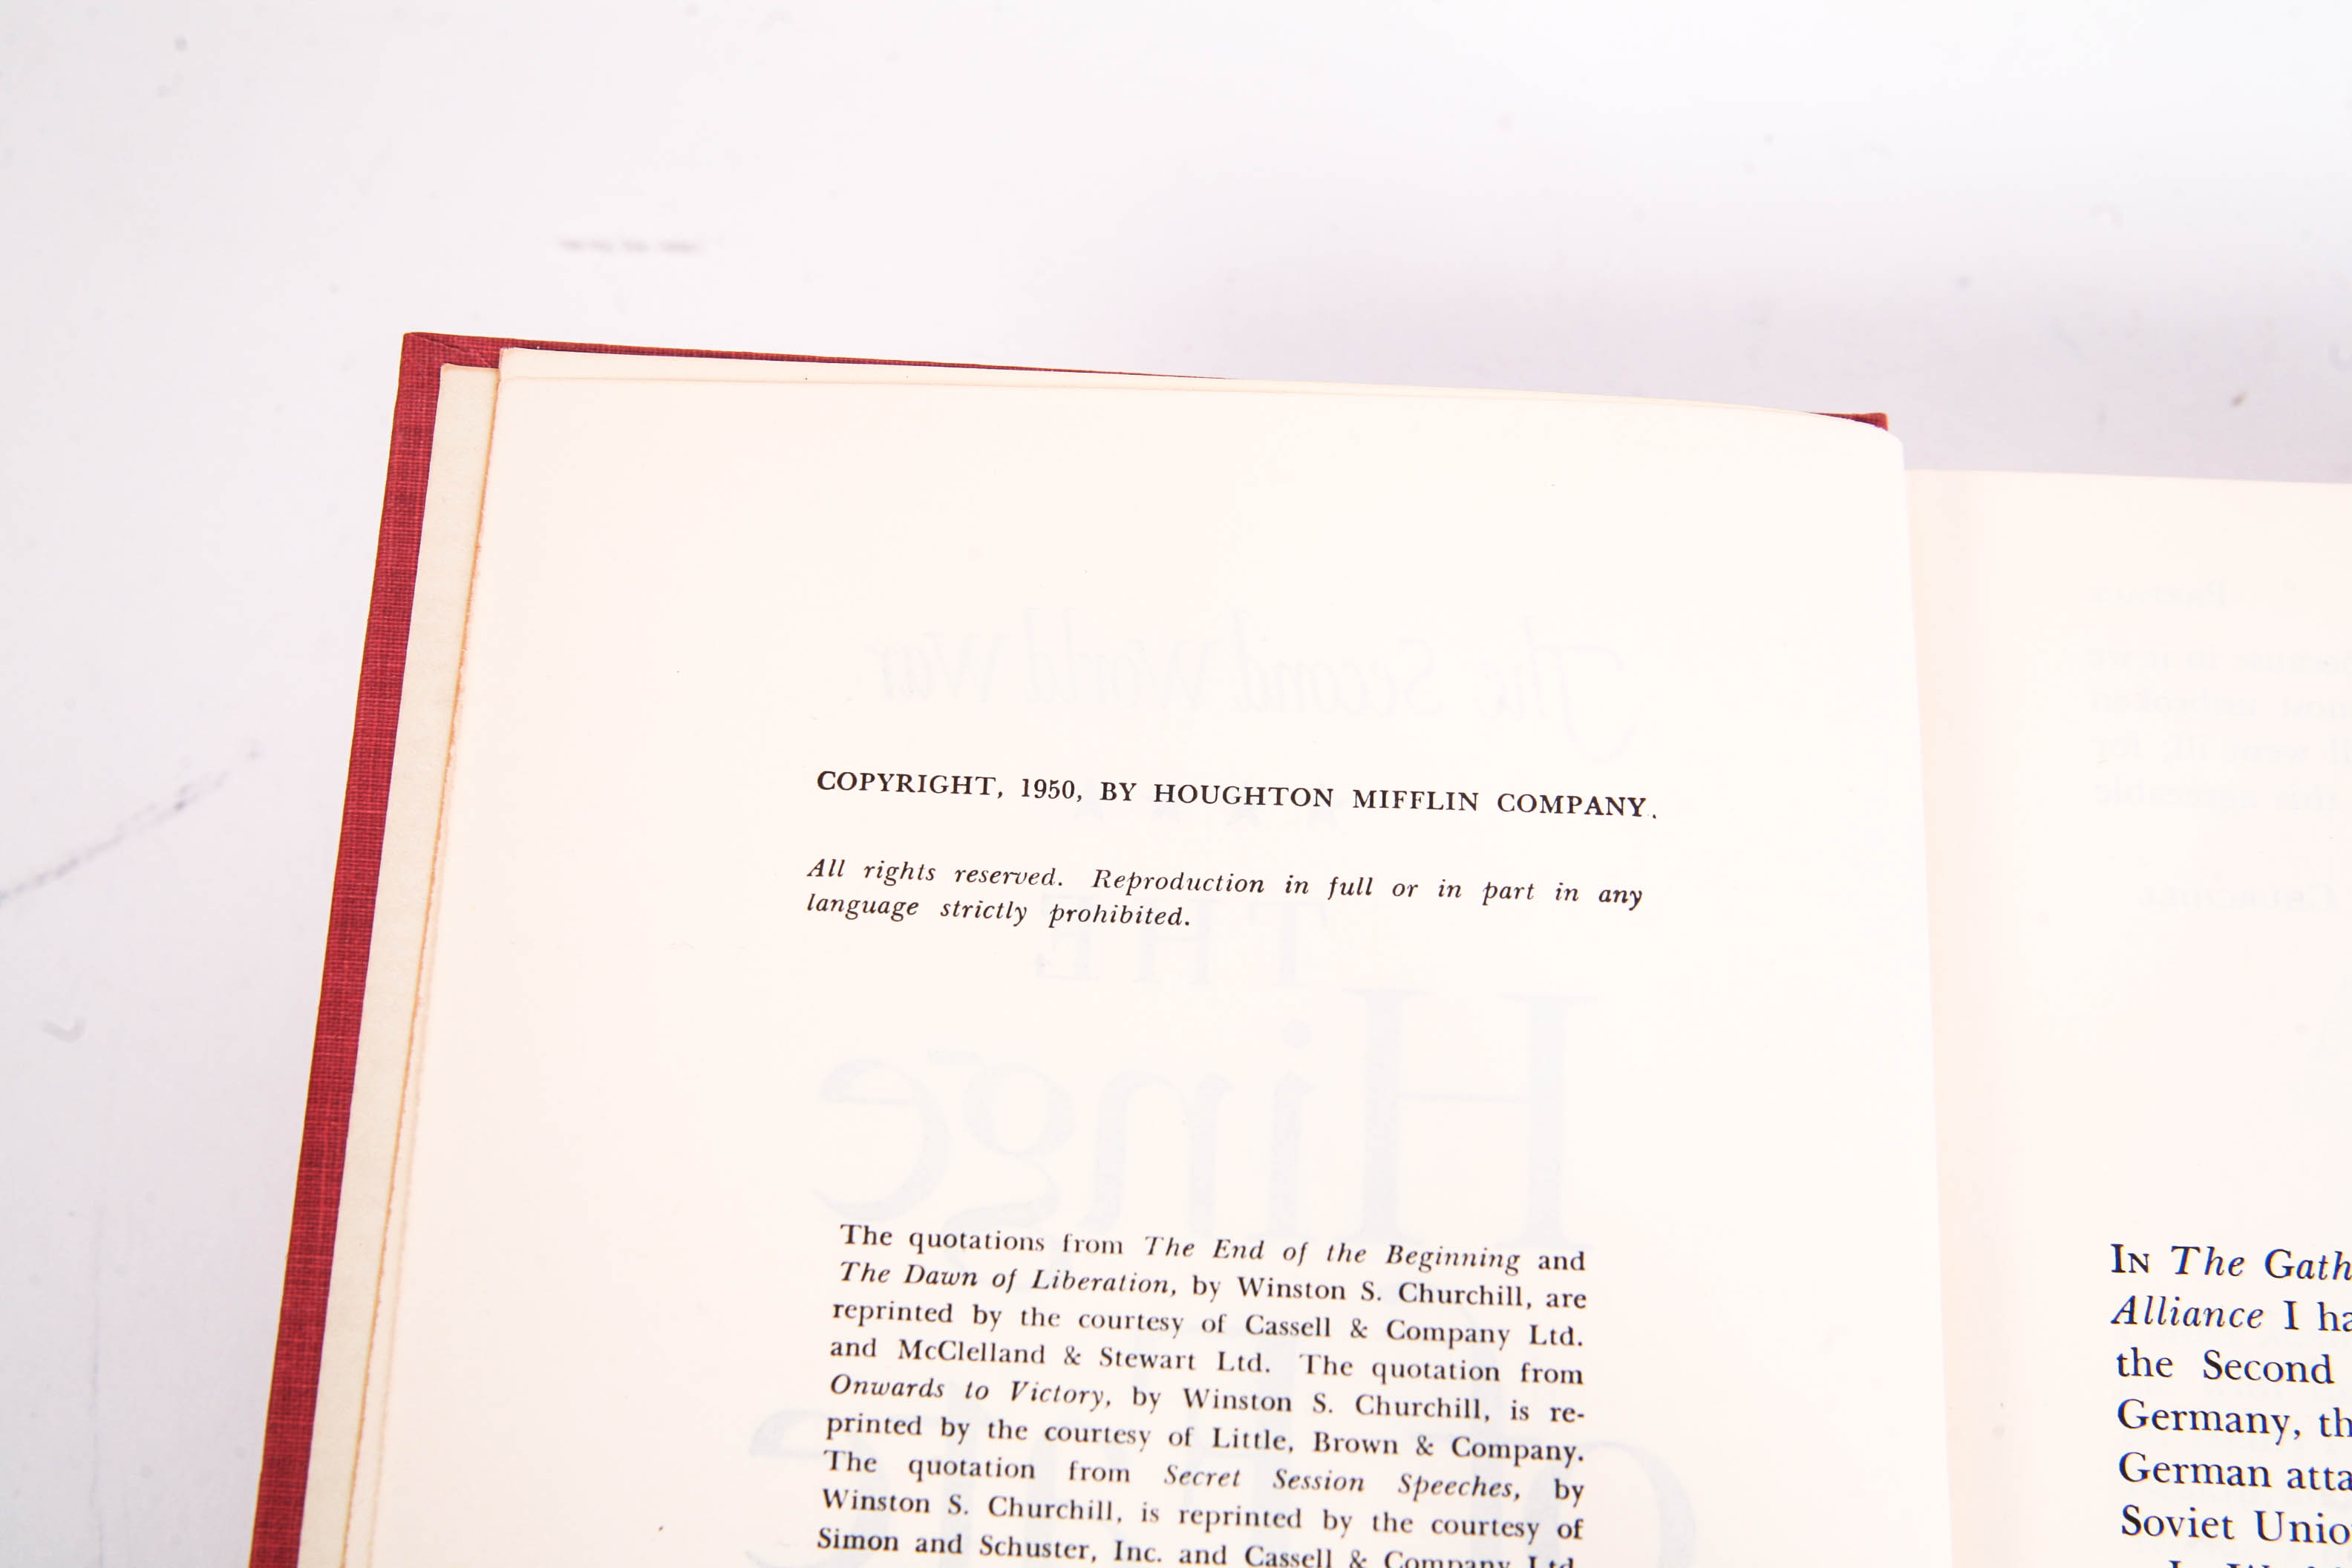 COPYRIGHT, 1950, BY HOUGHTON MIFFLIN COMPANY.
All rights reserved. Reproduction in full or in part in any
language strictly prohibited.
The quotations from The End of the Beginning and
The Dawn of Liberation, by Winston S. Churchill, are
reprinted by the courtesy of Cassell & Company Ltd.
and McClelland & Stewart Ltd. The quotation from
Onwards to Victory, by Winston S. Churchill, is re-
printed by the courtesy of Little, Brown & Company.
The quotation from Secret Session Speeches, by
Winston S. Churchill, is reprinted by the courtesy of
Simon and Schuster, Inc. and Cassell & Company Ltd.
IN The Gath
Alliance I ha
the Second
Germany, th
German atta
Soviet Unio